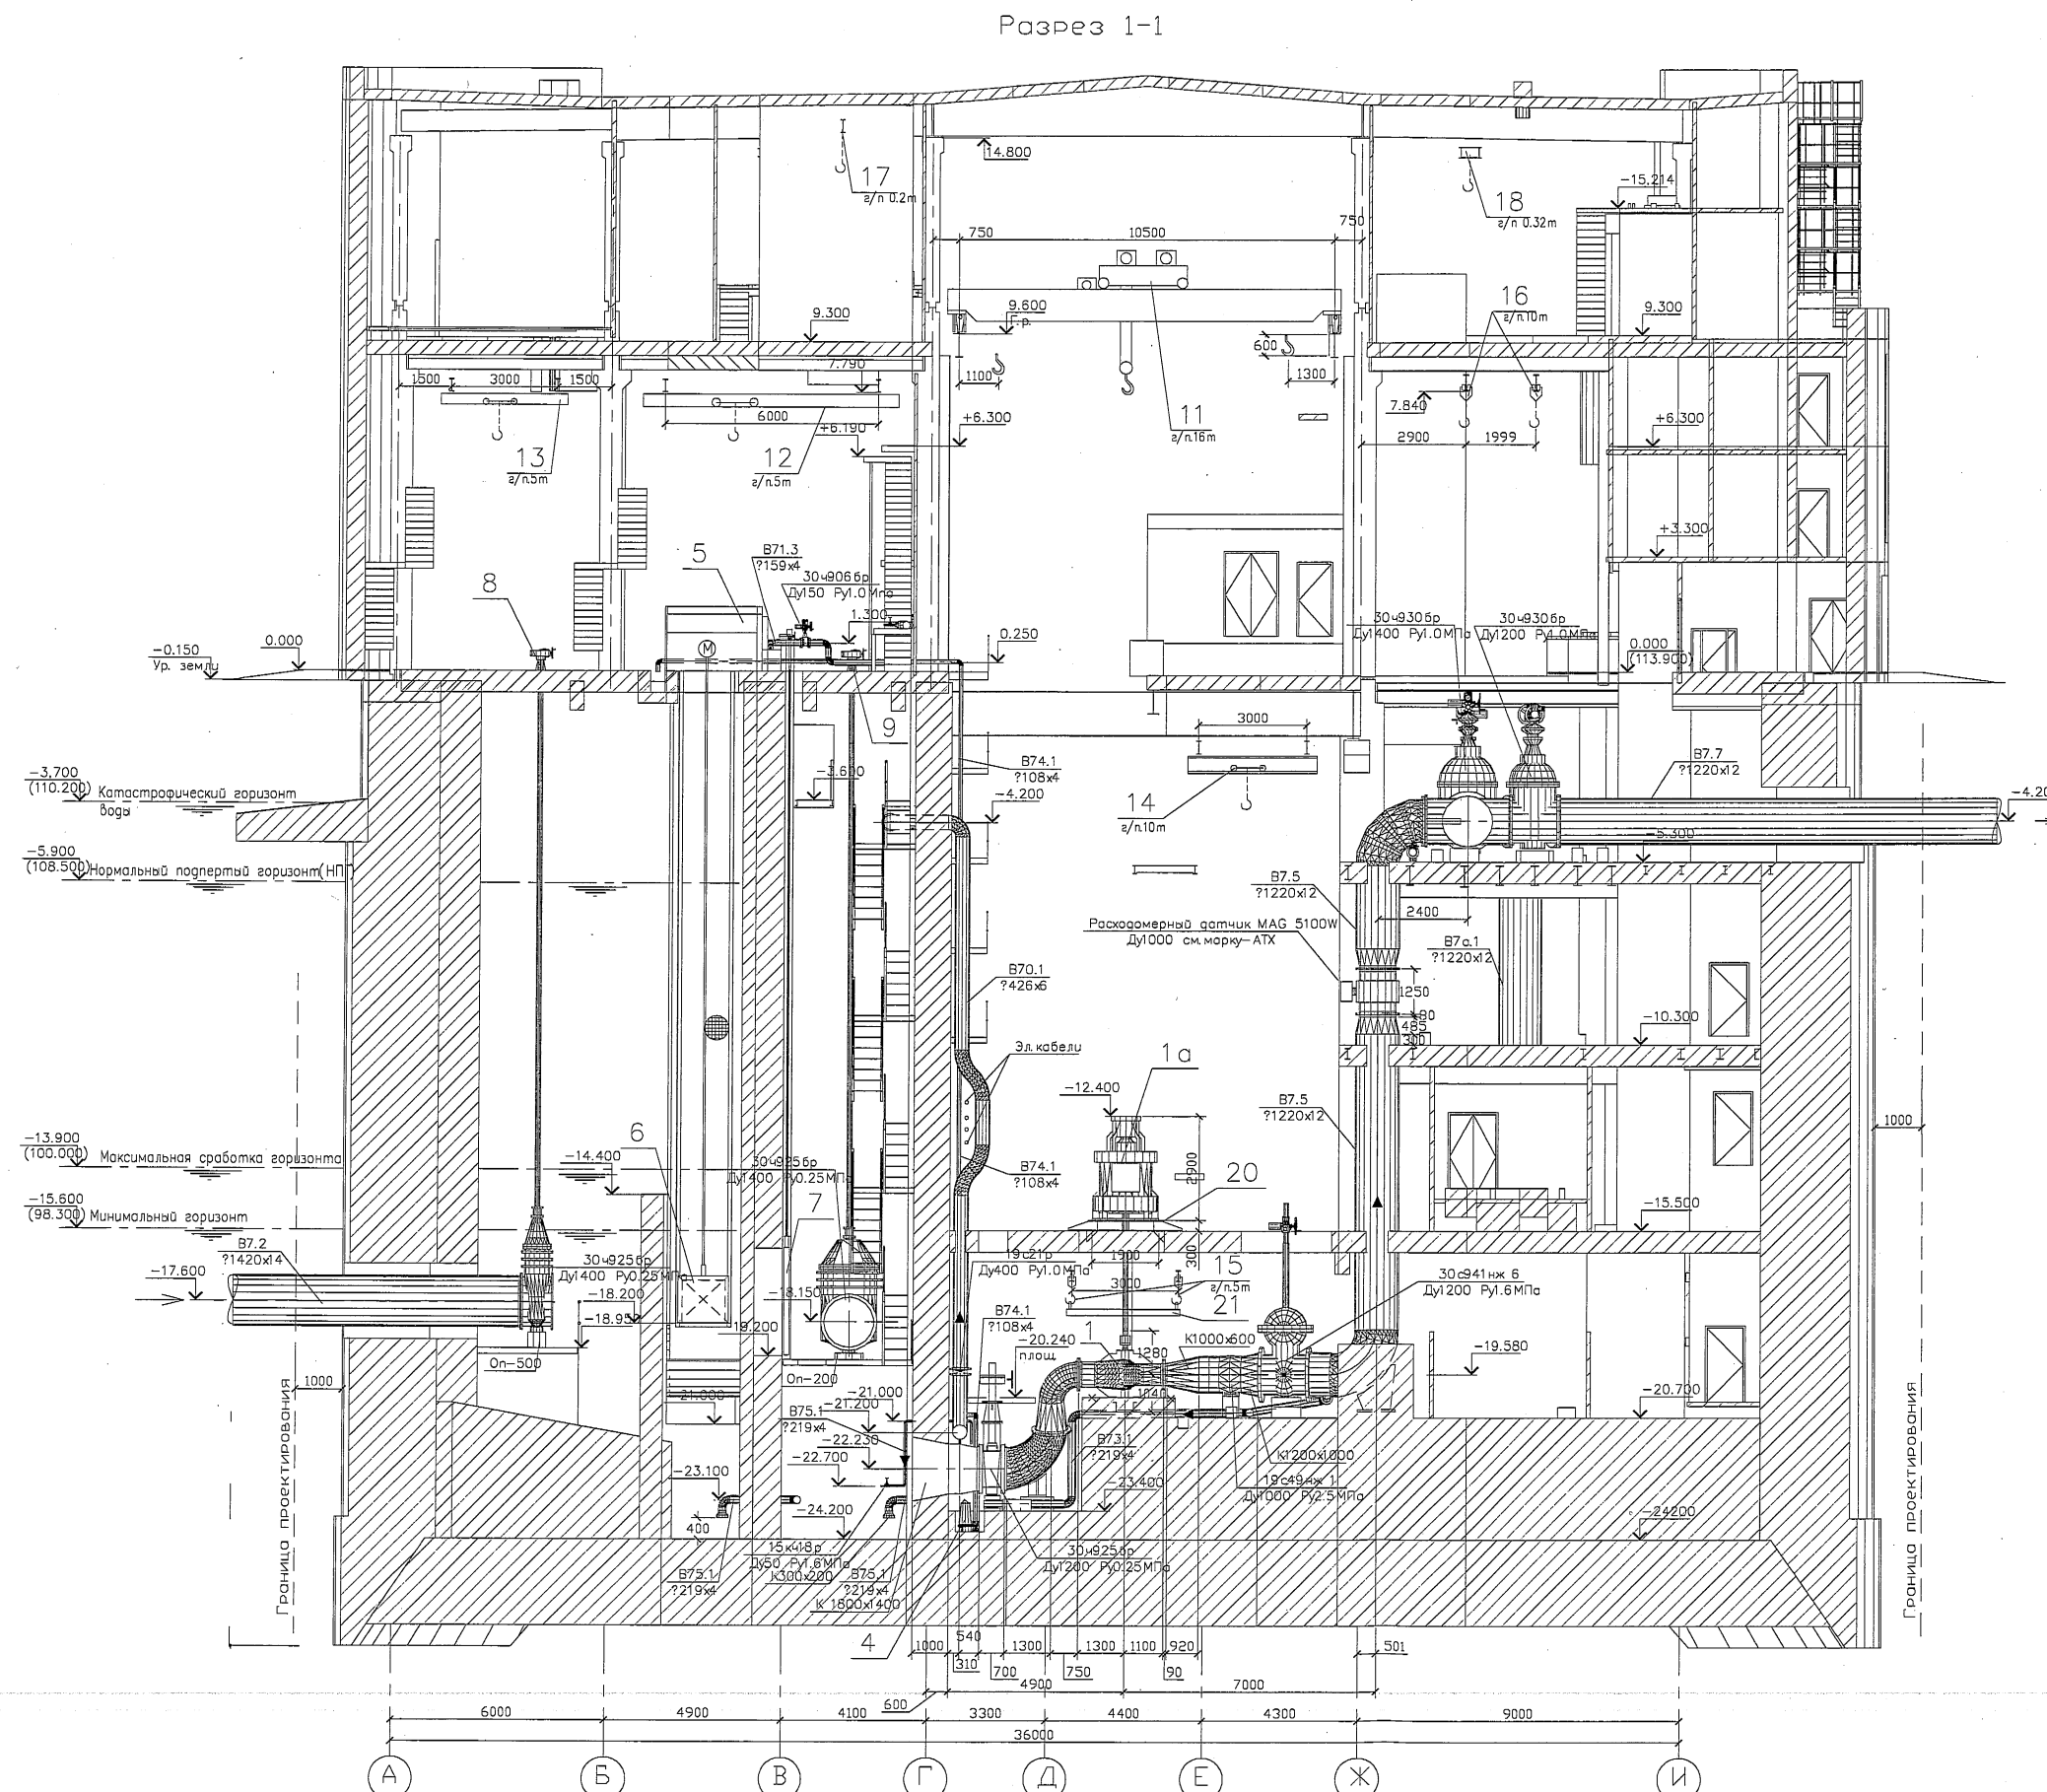 Разрез 1-1
14.800
17
г/п 0.2т
18
г/п 0.32т
-15.214
750
10500
750
9.300
9.600
Г.р.
11
г/п.16т
16
г/п.10т
9.300
600
7.790
1500
3000
1500
1100
1300
6000
7.840
+6.190
+6.300
+6.300
2900
1999
13
г/п.5т
12
г/п.5т
+3.300
8
5
В71.3
?159х4
30ч906бр
Ду150 Ру1.0Мпа
1.300
0.250
30ч930бр
Ду1400 Ру1.0МПа
30ч930бр
Ду1200 Ру1.0МПа
0.000
(113.900)
-0.150
Ур. земли
0.000
9
3000
В74.1
?108х4
В7.7
?1220х12
-3.700
(110.200)
Катастрофический горизонт
воды
-3.600
-4.200
14
г/п.10т
-5.300
-5.900
(108.500)
Нормальный подпертый горизонт(НПГ)
В7.5
?1220х12
2400
Расходомерный датчик MAG 5100W
Ду1000 см.марку-АТХ
В7а.1
?1220х12
В70.1
?426х6
1250
80
485
300
-10.300
Эл.кабели
1а
-12.400
В7.5
?1220х12
1000
-13.900
(100.000)
Максимальная сработка горизонта
-14.400
6
30ч925бр
Ду1400 Ру0.25МПа
В74.1
?108х4
2900
20
-15.600
(98.300)
Минимальный горизонт
7
-15.500
В7.2
?1420х14
-17.600
30ч925бр
Ду1400 Ру0.25МПа
19с21р
Ду400 Ру1.0МПа
1900
300
3000
15
г/п.5т
21
30с941нж 6
Ду1200 Ру1.6МПа
-18.200
-18.150
В74.1
?108х4
-19.200
-20.240
площ.
1
1280
К1000х600
-19.580
Оп-500
Оп-200
1000
1040
-21.000
-21.000
-21.200
-20.700
В75.1
?219х4
-22.230
-22.700
В73.1
?219х4
К1200х1000
-23.100
-23.400
19с49нж 1
Ду1000 Ру2.5МПа
-24.200
-24200
400
15кч18р
Ду50 Ру1.6МПа
К300х200
30ч925бр
Ду1200 Ру0.25МПа
В75.1
?219х4
В75.1
?219х4
К 1800х1400
4
Граница проектирования
Граница проектирования
1000
540
1300
1300
1100
920
501
310
700
750
90
4900
7000
600
6000
4900
4100
3300
4400
4300
9000
36000
А
Б
В
Г
Д
Е
Ж
И